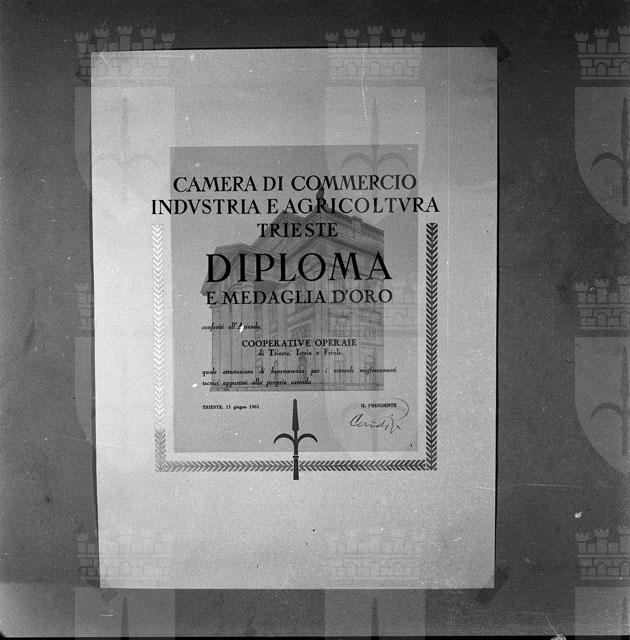 CAMERA DI COMMERCIO
INDVSTRIA E AGRICOLTVRA
TRIESTE
DIPLOMA
E MEDAGLIA D'ORO
conferiti all'Azienda
COOPERATIVE OPERAIE
di Trieste, Istria e Friuli
quale attestazione di benemerenza per i notevoli miglioramenti
tecnici apportati alla propria azienda
TRIESTE, 11 giugno 1961
IL PRESIDENTE